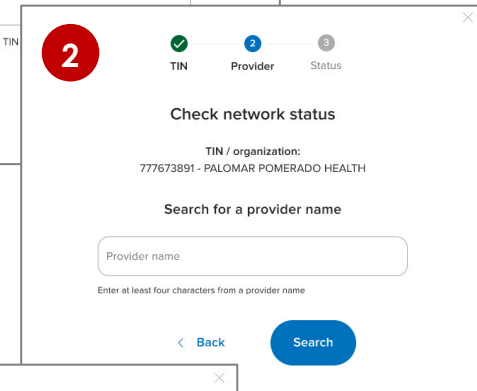 TIN
2
2
3
TIN
Provider
Status
Check network status
TIN / organization:
777673891 - PALOMAR POMERADO HEALTH
Search for a provider name
Provider name
Enter at least four characters from a provider name
< Back
Search